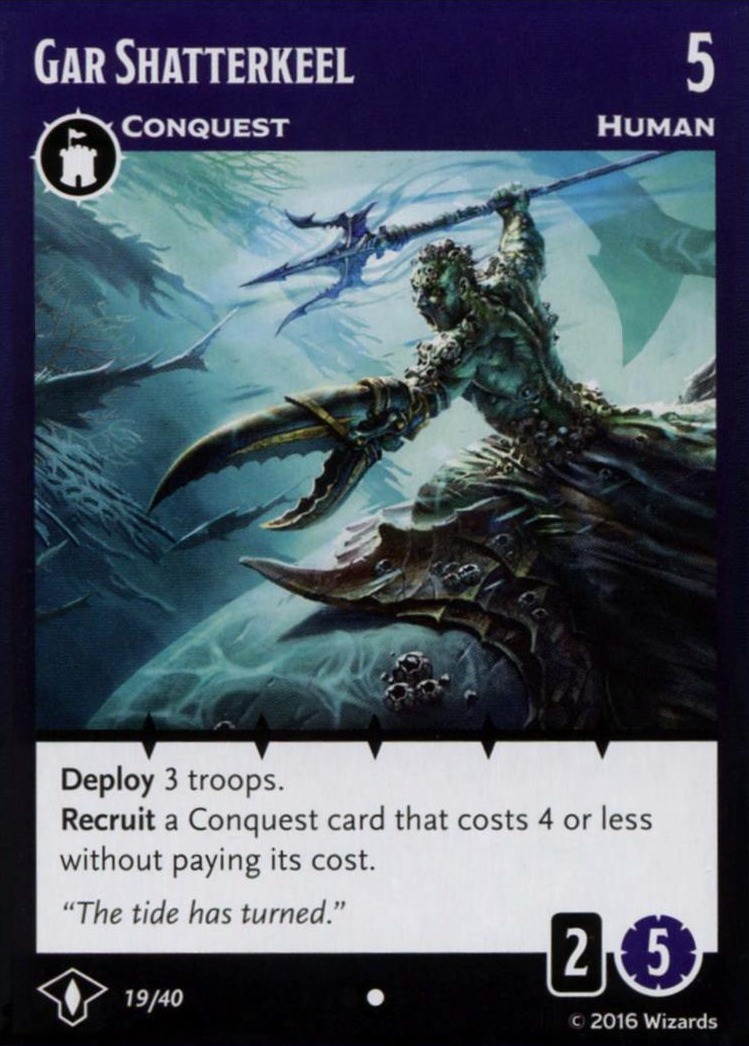 GAR SHATTERKEEL 5
CONQUEST HUMAN
Deploy 3 troops.
Recruit a Conquest card that costs 4 or less
without paying its cost.
“The tide has turned.”
2 5
19/40
© 2016 Wizards